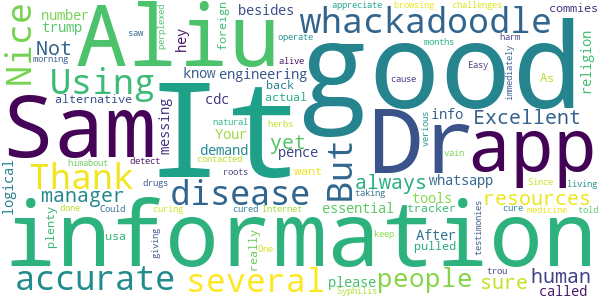 Nice
number
trump
Not
morning
Aliu
saw
perplexed
hey
foreign
besides
whackadoodle
months
operate
appreciate
browsing
challenges
harm
commies
alive
Easy
As
religion
immediately
Using
know
engineering
cause
alternative
cdc
back
actual
messing
Your
natural
herbs
demand
pence
yet
info
Excellent
Sam
It
good
Dr
app
logical
himabout
detect
contacted
roots
want
But
whatsapp
verious
vain
Since
living
Thank
manager
drugs
disease
always
resources
plenty
done
Could
curing
cured
Internet
essential
taking
tools
tracker
cure
medicine
told
information
usa
giving
really
One
After
pulled
keep
testimonies
accurate
several
Syphilis
please
people
sure
trou
human
called